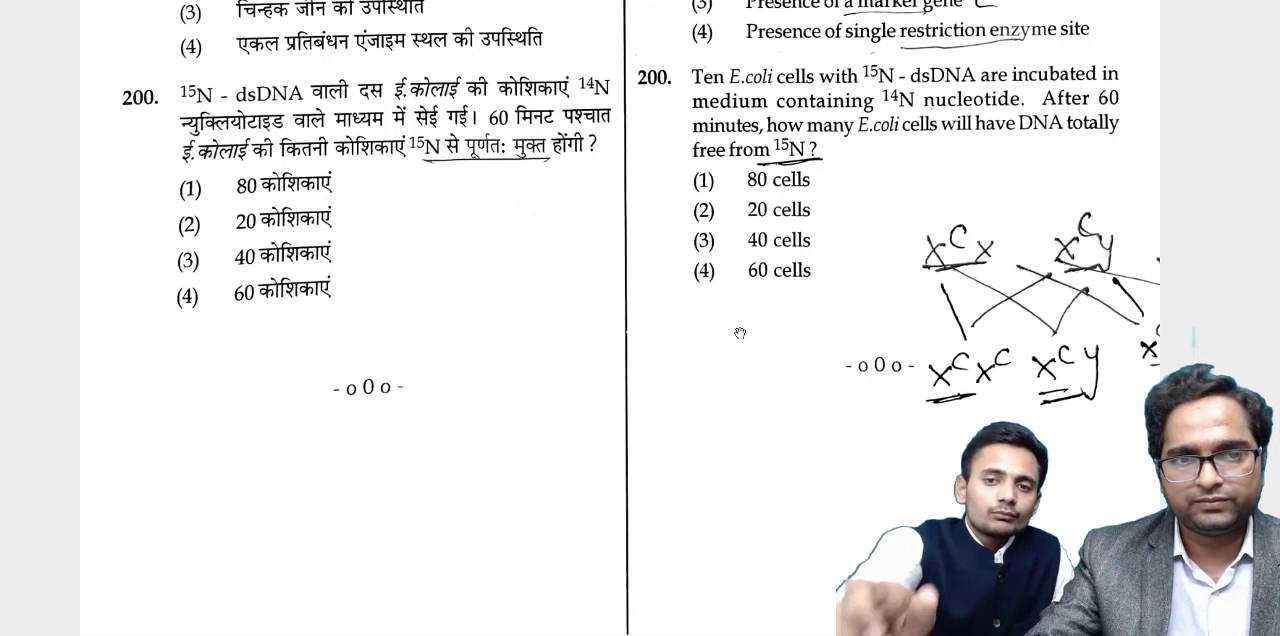 (3) चिन्हक जीन की उपस्थिति
(4) एकल प्रतिबंधन एंजाइम स्थल की उपस्थिति
200. ¹⁵N - dsDNA वाली दस ई.कोलाई की कोशिकाएं ¹⁴N
न्युक्लियोटाइड वाले माध्यम में सेई गई। 60 मिनट पश्चात
ई.कोलाई की कितनी कोशिकाएं ¹⁵N से पूर्णतः मुक्त होंगी ?
(1) 80 कोशिकाएं
(2) 20 कोशिकाएं
(3) 40 कोशिकाएं
(4) 60 कोशिकाएं
- o 0 o -
(3) Presence of a marker gene
(4) Presence of single restriction enzyme site
200. Ten E.coli cells with ¹⁵N - dsDNA are incubated in
medium containing ¹⁴N nucleotide. After 60
minutes, how many E.coli cells will have DNA totally
free from ¹⁵N ?
(1) 80 cells
(2) 20 cells
(3) 40 cells
(4) 60 cells
XᶜX XᶜY
- o 0 o -
XᶜXᶜ XᶜY X